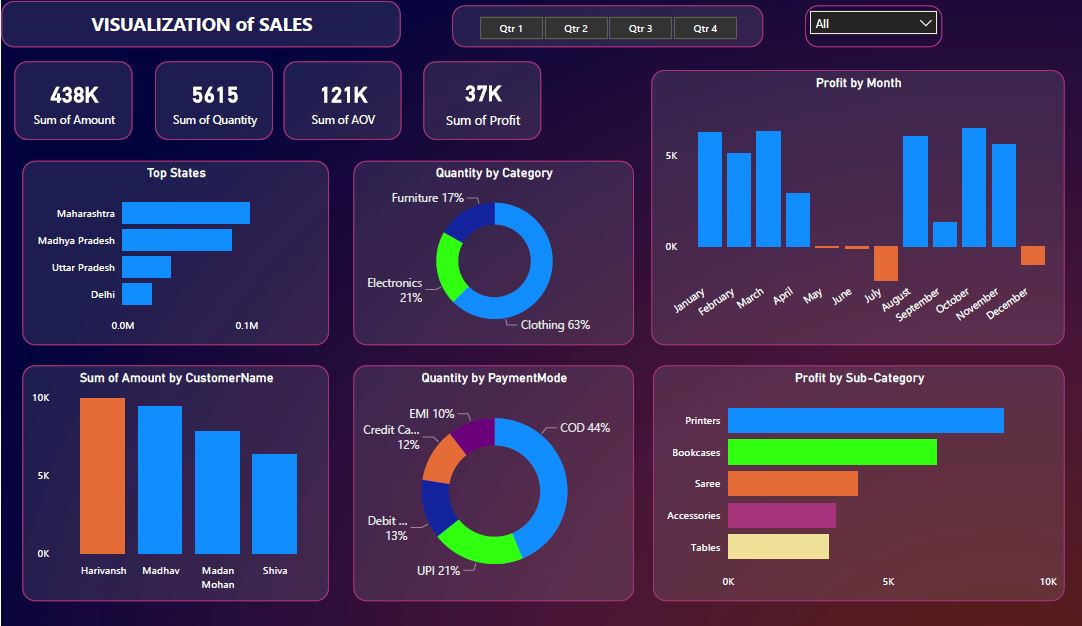 VISUALIZATION of SALES
Qtr 1
Qtr 2
Qtr 3
Qtr 4
All
438K
Sum of Amount
5615
Sum of Quantity
121K
Sum of AOV
37K
Sum of Profit
Profit by Month
5K
0K
January
February
March
April
May
June
July
August
September
October
November
December
Top States
Maharashtra
Madhya Pradesh
Uttar Pradesh
Delhi
0.0M
0.1M
Quantity by Category
Furniture 17%
Electronics
21%
Clothing 63%
Sum of Amount by CustomerName
10K
5K
0K
Harivansh
Madhav
Madan
Mohan
Shiva
Quantity by PaymentMode
EMI 10%
COD 44%
Credit Ca...
12%
Debit ...
13%
UPI 21%
Profit by Sub-Category
Printers
Bookcases
Saree
Accessories
Tables
0K
5K
10K